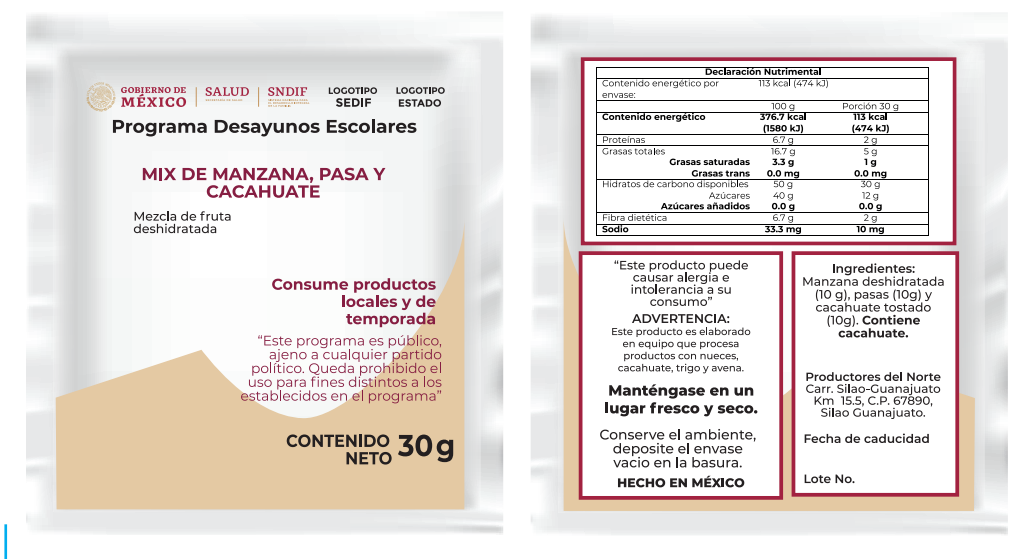 GOBIERNO DE
MÉXICO
SALUD
SECRETARÍA DE SALUD
SNDIF
LOGOTIPO
SEDIF
LOGOTIPO
ESTADO
Programa Desayunos Escolares
MIX DE MANZANA, PASA Y
CACAHUATE
Mezcla de fruta
deshidratada
Consume productos
locales y de
temporada
“Este programa es público,
ajeno a cualquier partido
político. Queda prohibido el
uso para fines distintos a los
establecidos en el programa”
CONTENIDO
NETO
30 g
Declaración Nutrimental
Contenido energético por 113 kcal (474 kJ)
envase:
100 g Porción 30 g
Contenido energético 376.7 kcal 113 kcal
(1580 kJ) (474 kJ)
Proteínas 6.7 g 2 g
Grasas totales 16.7 g 5 g
Grasas saturadas 3.3 g 1 g
Grasas trans 0.0 mg 0.0 mg
Hidratos de carbono disponibles 50 g 30 g
Azúcares 40 g 12 g
Azúcares añadidos 0.0 g 0.0 g
Fibra dietética 6.7 g 2 g
Sodio 33.3 mg 10 mg
“Este producto puede
causar alergia e
intolerancia a su
consumo”
ADVERTENCIA:
Este producto es elaborado
en equipo que procesa
productos con nueces,
cacahuate, trigo y avena.
Manténgase en un
lugar fresco y seco.
Conserve el ambiente,
deposite el envase
vacio en la basura.
HECHO EN MÉXICO
Ingredientes:
Manzana deshidratada
(10 g), pasas (10g) y
cacahuate tostado
(10g). Contiene
cacahuate.
Productores del Norte
Carr. Silao-Guanajuato
Km 15.5, C.P. 67890,
Silao Guanajuato.
Fecha de caducidad
Lote No.